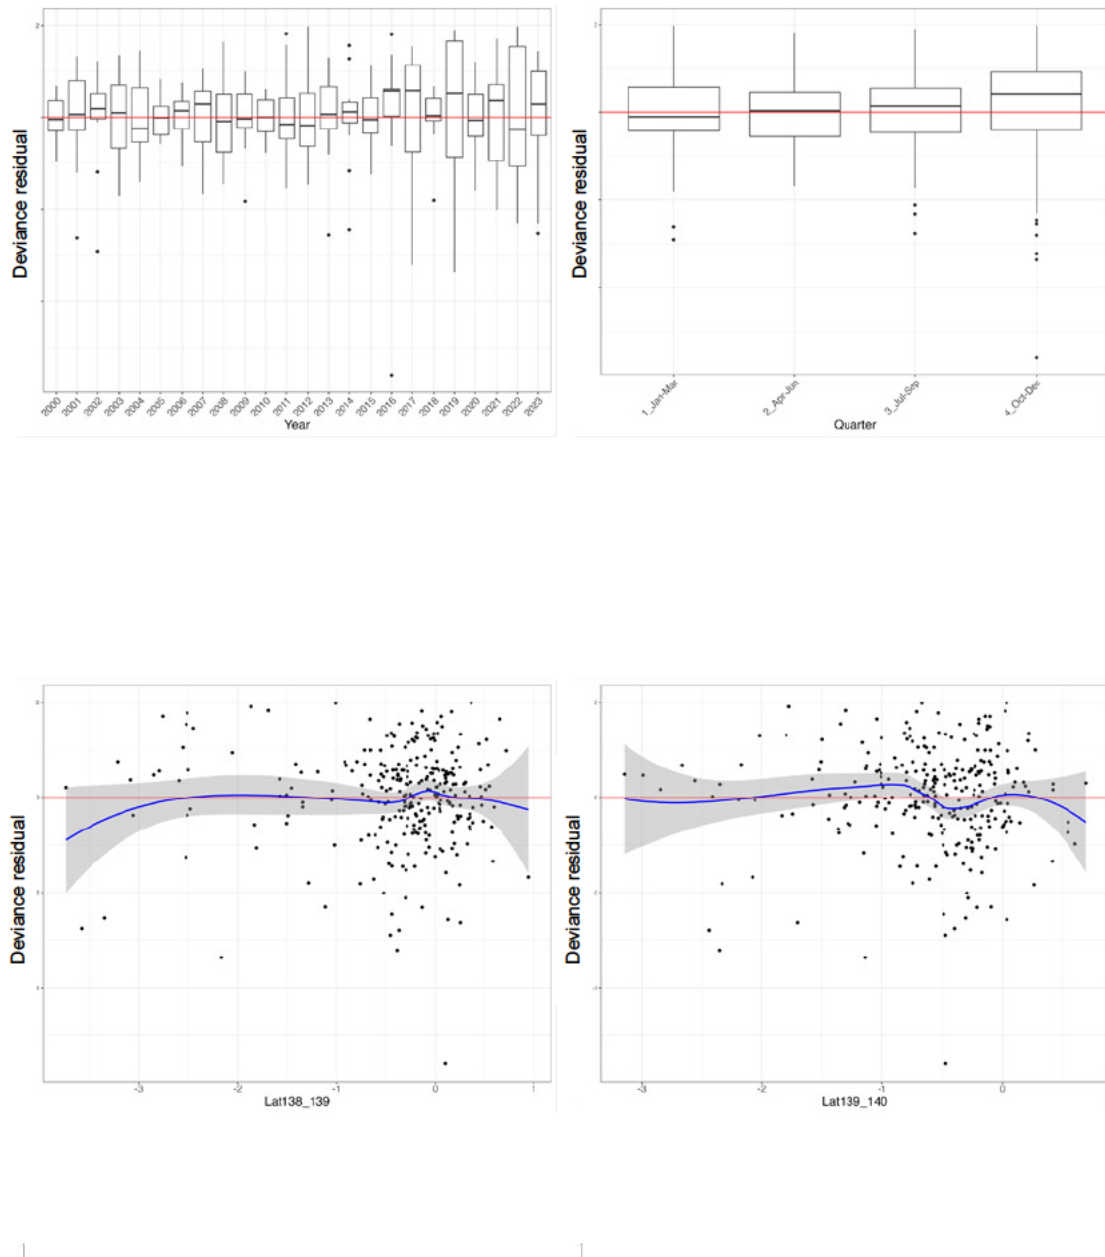 2
2
Deviance residual
Deviance residual
2000 2001 2002 2003 2004 2005 2006 2007 2008 2009 2010 2011 2012 2013 2014 2015 2016 2017 2018 2019 2020 2021 2022 2023
1_Jan-Mar 2_Apr-Jun 3_Jul-Sep 4_Oct-Dec
Year
Quarter
Deviance residual
Deviance residual
-3 -2 -1 0 1
-3 -2 -1 0
Lat138_139
Lat139_140